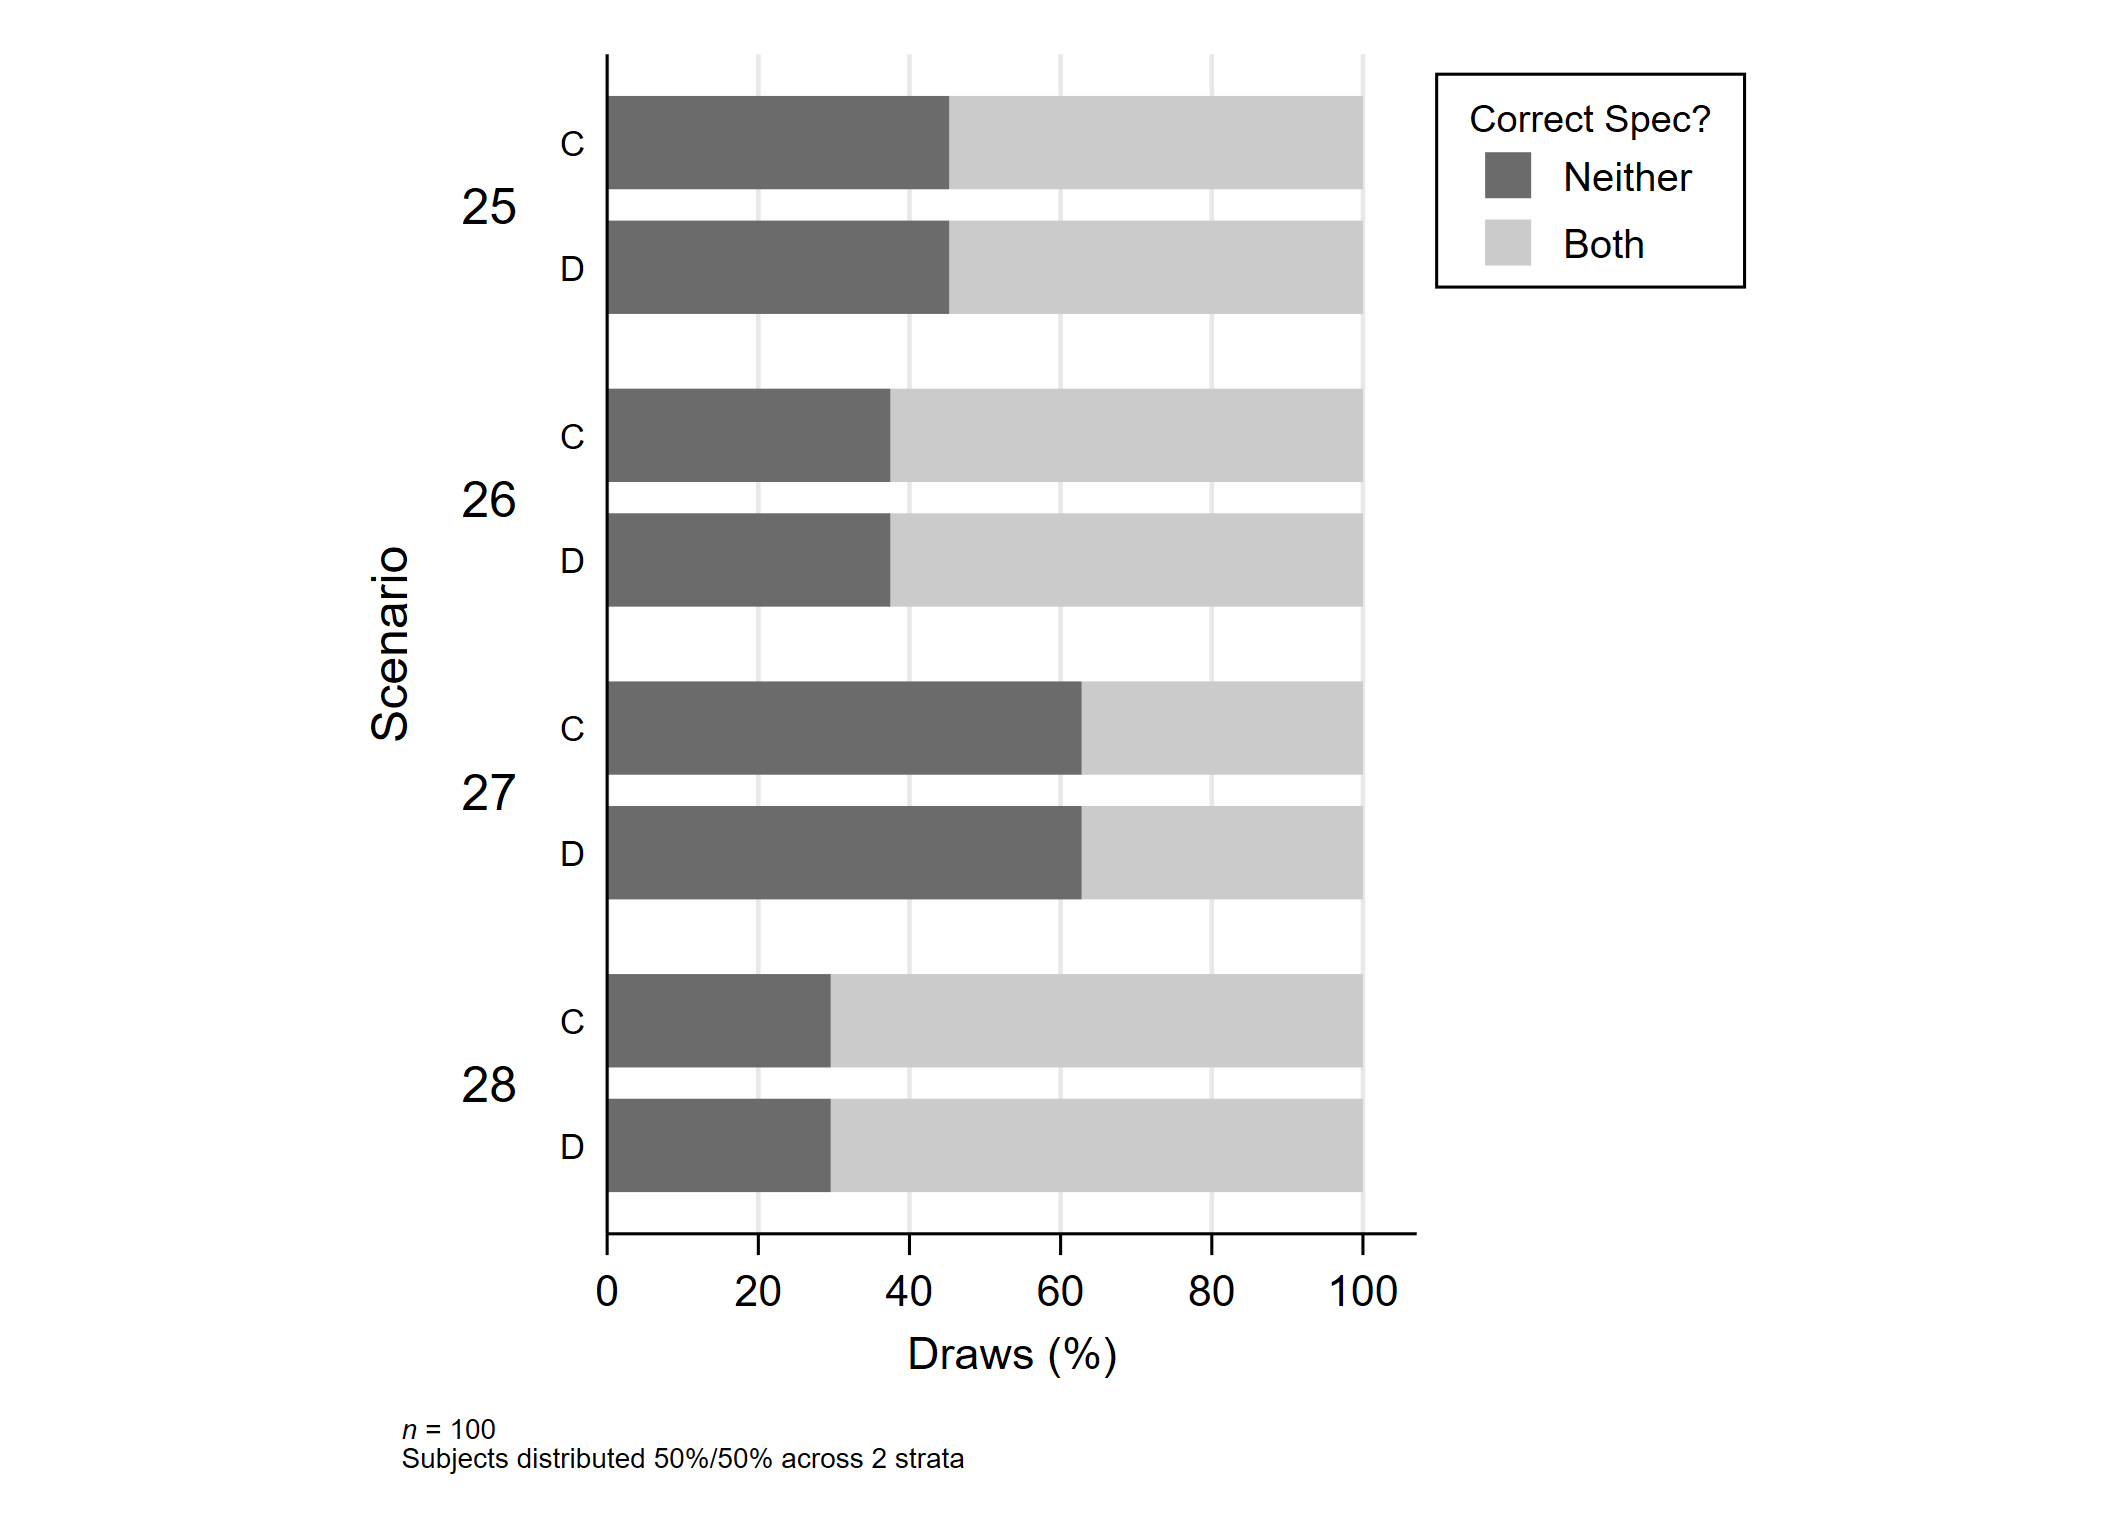 Correct Spec?
Neither
Both
Scenario
25
C
D
26
C
D
27
C
D
28
C
D
0 20 40 60 80 100
Draws (%)
n = 100
Subjects distributed 50%/50% across 2 strata